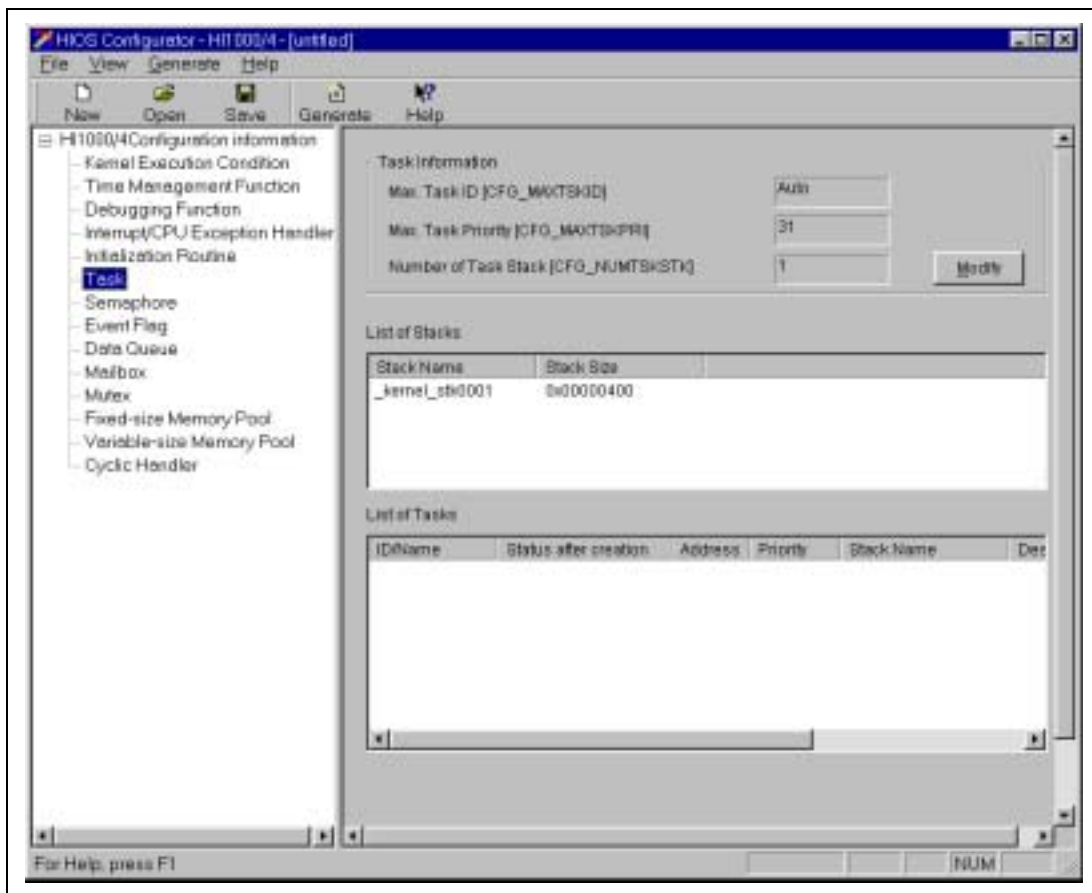 HIOS Configurator - HI1000/4 - [untitled]
File View Generate Help
New Open Save Generate Help
HI1000/4Configuration information
Kernel Execution Condition
Time Management Function
Debugging Function
Interrupt/CPU Exception Handler
Initialization Routine
Task
Semaphore
Event Flag
Data Queue
Mailbox
Mutex
Fixed-size Memory Pool
Variable-size Memory Pool
Cyclic Handler
Task Information
Max. Task ID [CFG_MAXTSKID] Auto
Max. Task Priority [CFG_MAXTSKPRI] 31
Number of Task Stack [CFG_NUMTSKSTK] 1
Modify
List of Stacks
Stack Name Stack Size
_kernel_stk0001 0x00000400
List of Tasks
ID/Name Status after creation Address Priority Stack Name Des
For Help, press F1
NUM